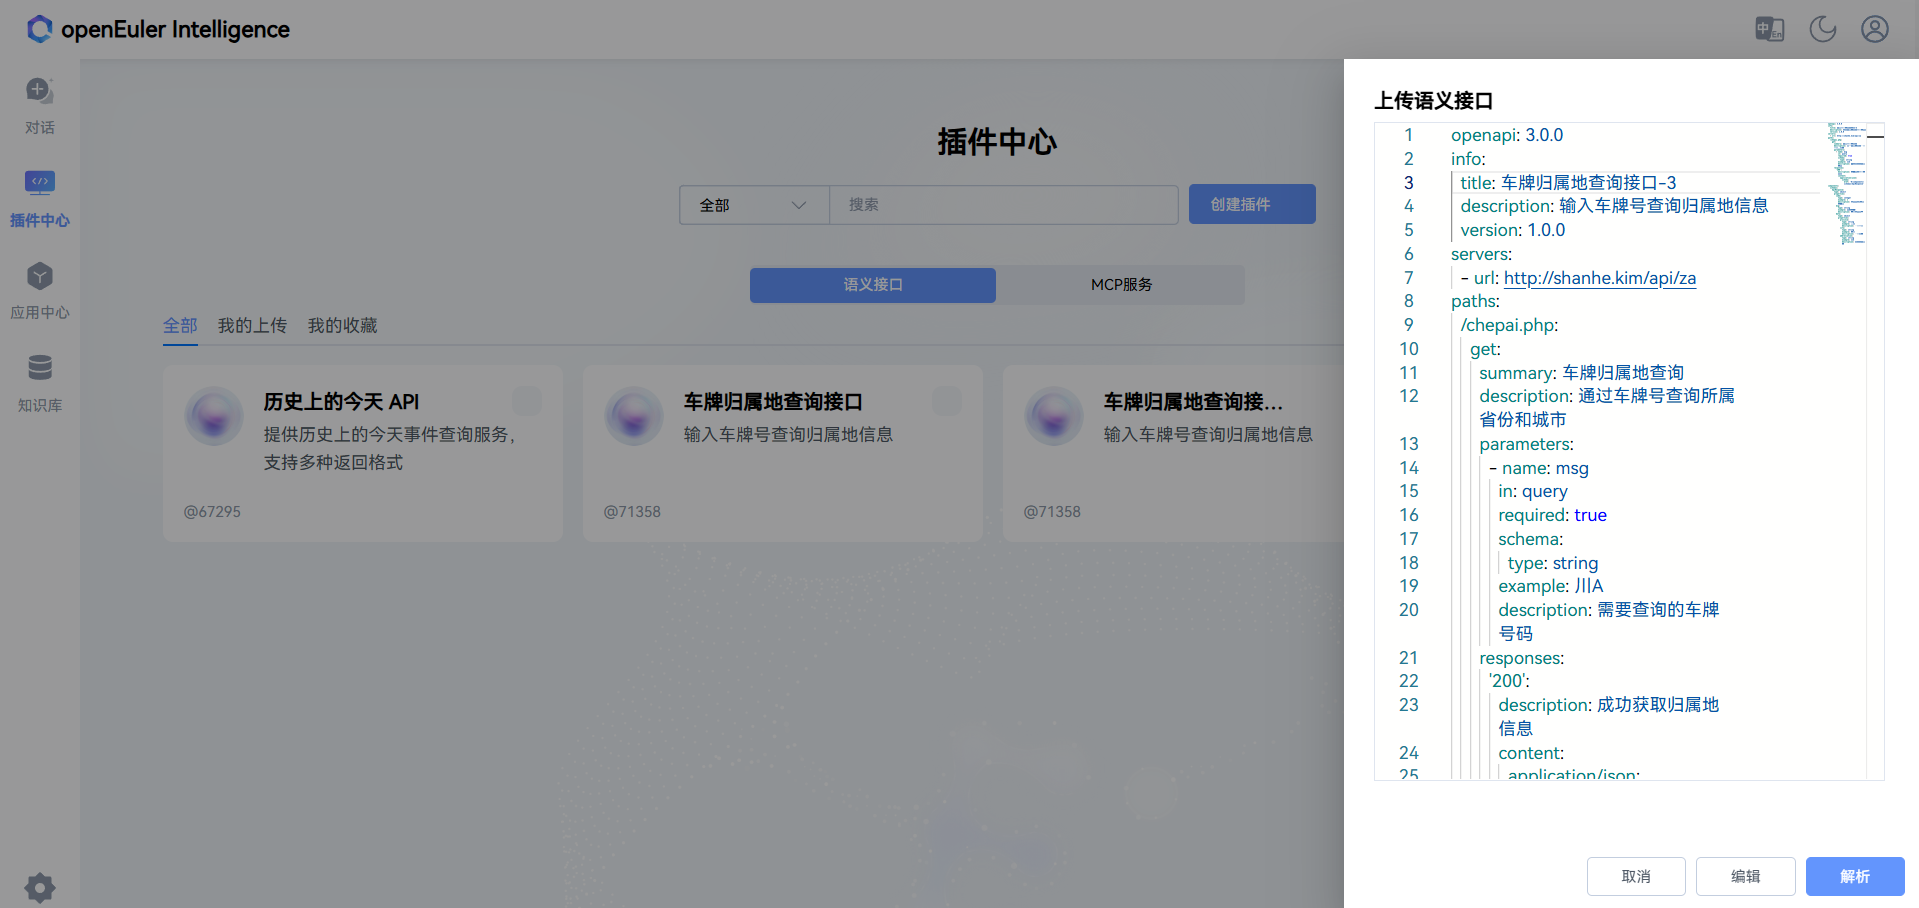 openEuler Intelligence
对话
插件中心
应用中心
知识库
插件中心
全部
搜索
创建插件
语义接口
MCP服务
全部
我的上传
我的收藏
历史上的今天 API
提供历史上的今天事件查询服务，
支持多种返回格式
@67295
车牌归属地查询接口
输入车牌号查询归属地信息
@71358
车牌归属地查询接...
输入车牌号查询归属地信息
@71358
上传语义接口
1 openapi: 3.0.0
2 info:
3 title: 车牌归属地查询接口-3
4 description: 输入车牌号查询归属地信息
5 version: 1.0.0
6 servers:
7 - url: http://shanhe.kim/api/za
8 paths:
9 /chepai.php:
10 get:
11 summary: 车牌归属地查询
12 description: 通过车牌号查询所属
省份和城市
13 parameters:
14 - name: msg
15 in: query
16 required: true
17 schema:
18 type: string
19 example: 川A
20 description: 需要查询的车牌
号码
21 responses:
22 '200':
23 description: 成功获取归属地
信息
24 content:
25 application/json:
取消
编辑
解析